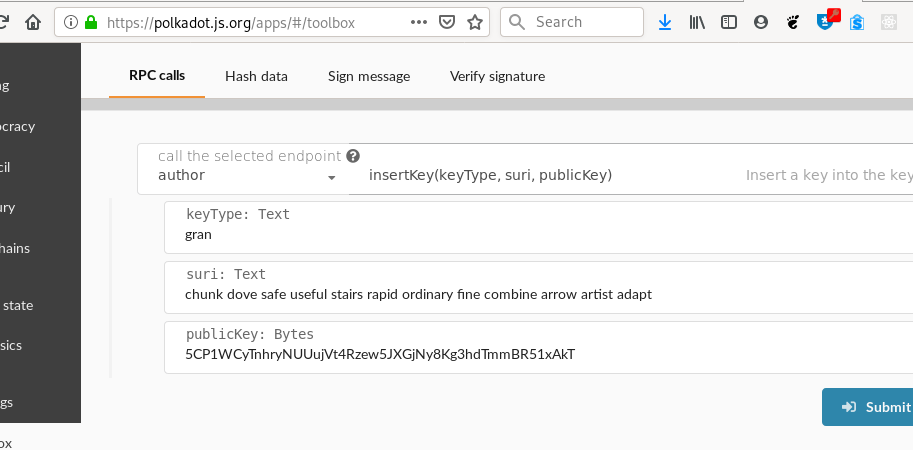 https://polkadot.js.org/apps/#/toolbox
Search
RPC calls
Hash data
Sign message
Verify signature
ng
ocracy
cil
ury
hains
state
sics
gs
ox
call the selected endpoint
author
insertKey(keyType, suri, publicKey)
Insert a key into the key
keyType: Text
gran
suri: Text
chunk dove safe useful stairs rapid ordinary fine combine arrow artist adapt
publicKey: Bytes
5CP1WCyTnhryNUUujVt4Rzew5JXGjNy8Kg3hdTmmBR51xAkT
Submit